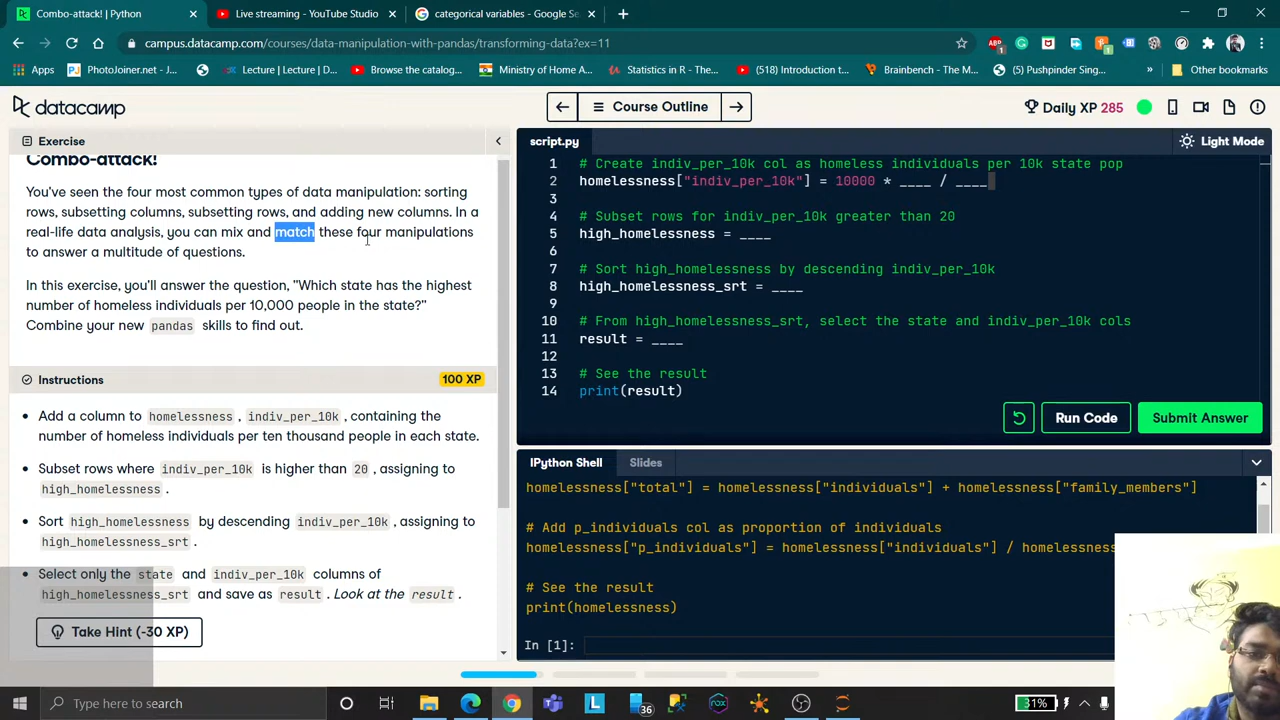 Combo-attack! | Python
Live streaming - YouTube Studio
categorical variables - Google Se
campus.datacamp.com/courses/data-manipulation-with-pandas/transforming-data?ex=11
Apps
PhotoJoiner.net - J...
Lecture | Lecture | D...
Browse the catalog...
Ministry of Home A...
Statistics in R - The...
(518) Introduction t...
Brainbench - The M...
(5) Pushpinder Sing...
»
Other bookmarks
datacamp
Course Outline
Daily XP 285
Exercise
script.py
Light Mode
Combo-attack!
You've seen the four most common types of data manipulation: sorting
rows, subsetting columns, subsetting rows, and adding new columns. In a
real-life data analysis, you can mix and match these four manipulations
to answer a multitude of questions.
In this exercise, you'll answer the question, "Which state has the highest
number of homeless individuals per 10,000 people in the state?"
Combine your new pandas skills to find out.
Instructions
100 XP
• Add a column to homelessness, indiv_per_10k, containing the
number of homeless individuals per ten thousand people in each state.
• Subset rows where indiv_per_10k is higher than 20, assigning to
high_homelessness.
• Sort high_homelessness by descending indiv_per_10k, assigning to
high_homelessness_srt.
• Select only the state and indiv_per_10k columns of
high_homelessness_srt and save as result. Look at the result.
Take Hint (-30 XP)
1 # Create indiv_per_10k col as homeless individuals per 10k state pop
2 homelessness["indiv_per_10k"] = 10000 * ____ / ____
3
4 # Subset rows for indiv_per_10k greater than 20
5 high_homelessness = ____
6
7 # Sort high_homelessness by descending indiv_per_10k
8 high_homelessness_srt = ____
9
10 # From high_homelessness_srt, select the state and indiv_per_10k cols
11 result = ____
12
13 # See the result
14 print(result)
Run Code
Submit Answer
IPython Shell
Slides
homelessness["total"] = homelessness["individuals"] + homelessness["family_members"]
# Add p_individuals col as proportion of individuals
homelessness["p_individuals"] = homelessness["individuals"] / homelessness
# See the result
print(homelessness)
In [1]:
Type here to search
36
31%